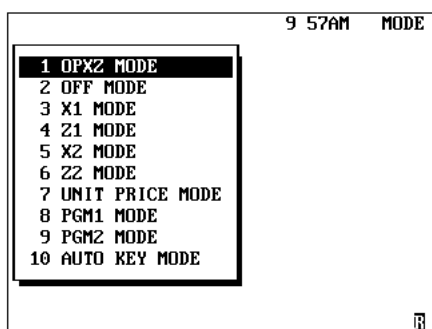 9 57AM MODE
1 OPXZ MODE
2 OFF MODE
3 X1 MODE
4 Z1 MODE
5 X2 MODE
6 Z2 MODE
7 UNIT PRICE MODE
8 PGM1 MODE
9 PGM2 MODE
10 AUTO KEY MODE
R